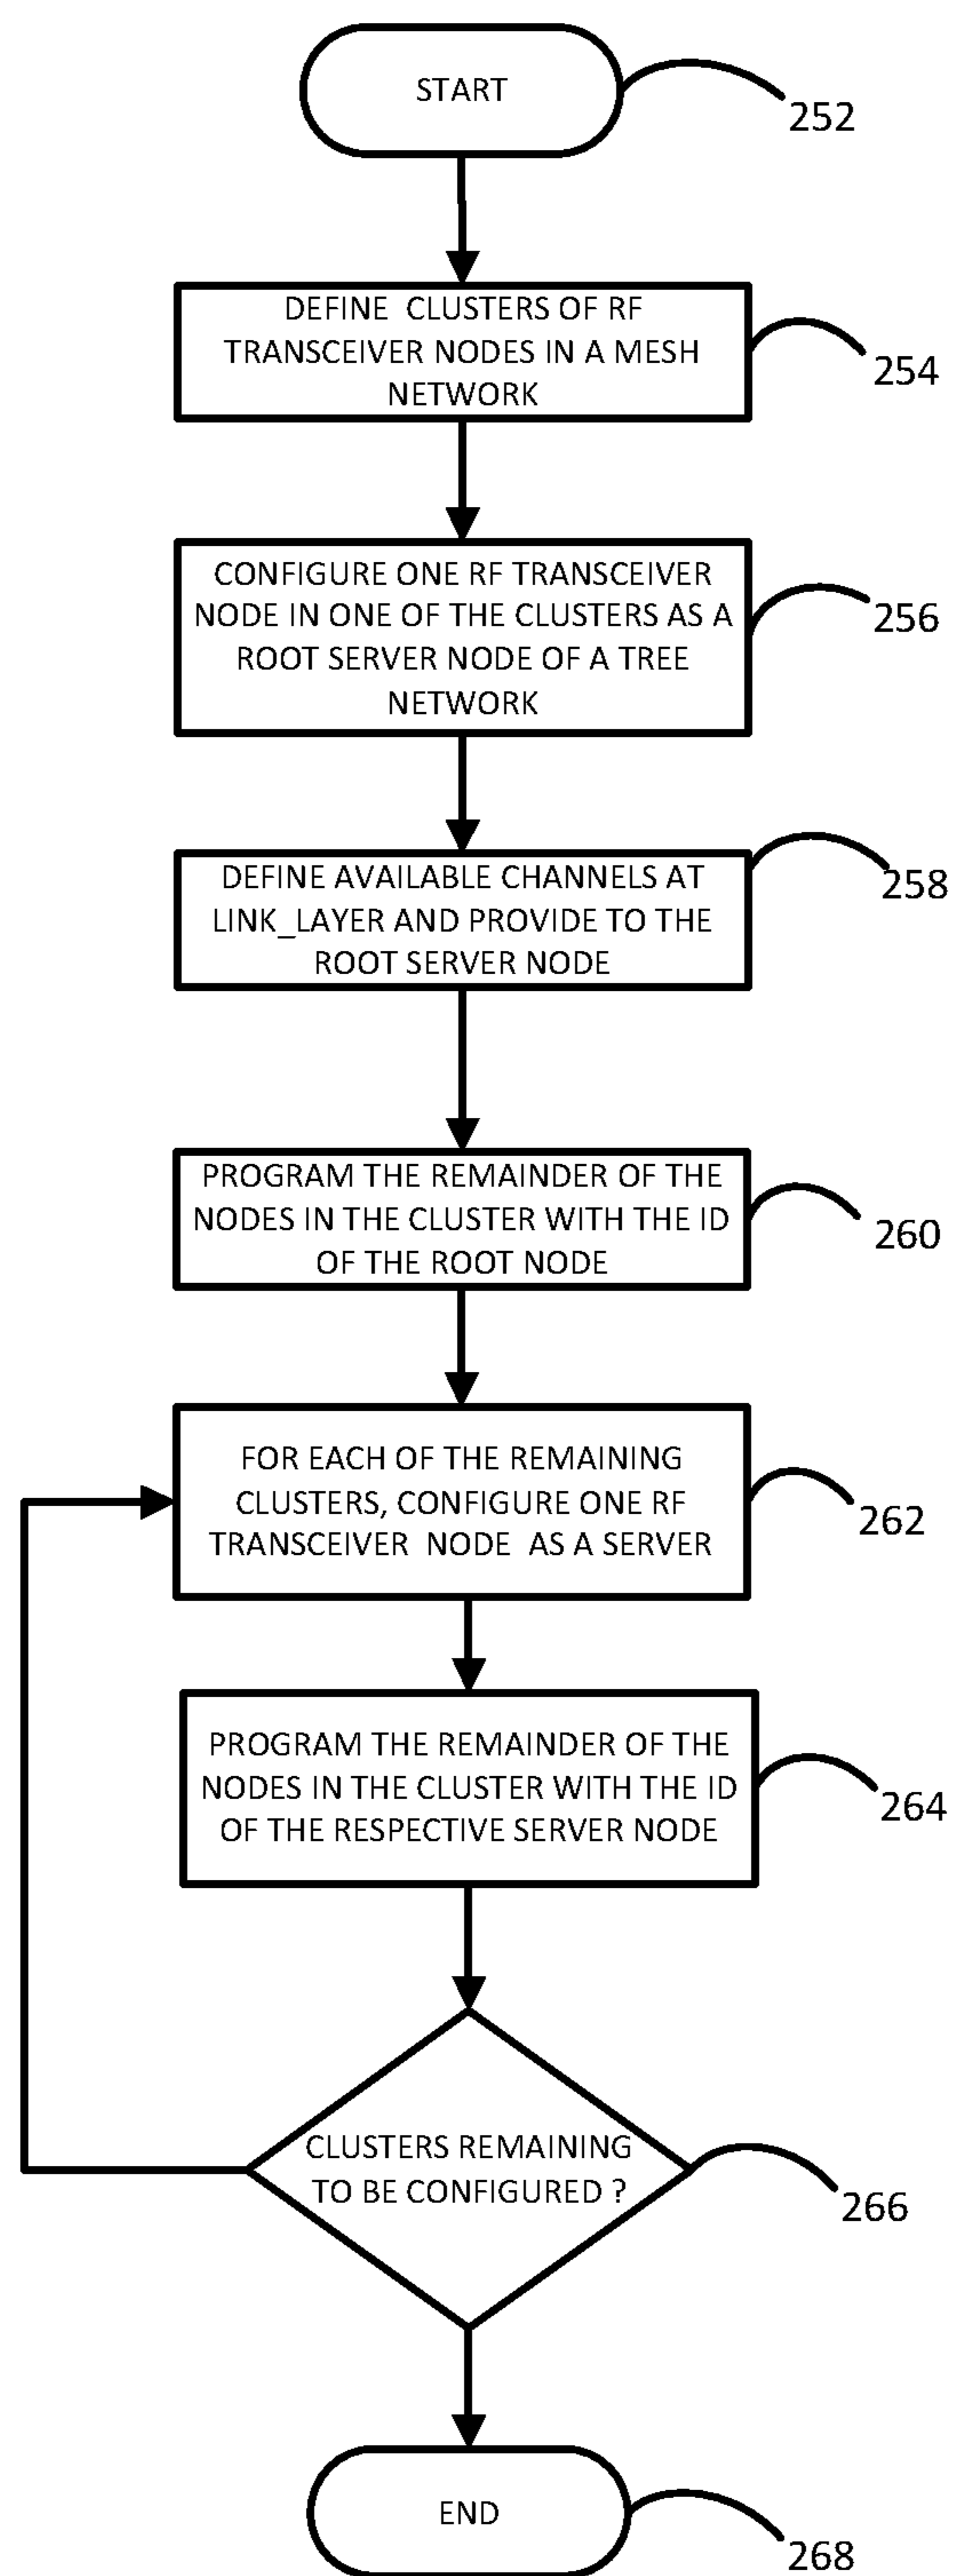 START
252
DEFINE CLUSTERS OF RF
TRANSCEIVER NODES IN A MESH
NETWORK
254
CONFIGURE ONE RF TRANSCEIVER
NODE IN ONE OF THE CLUSTERS AS A
ROOT SERVER NODE OF A TREE
NETWORK
256
DEFINE AVAILABLE CHANNELS AT
LINK_LAYER AND PROVIDE TO THE
ROOT SERVER NODE
258
PROGRAM THE REMAINDER OF THE
NODES IN THE CLUSTER WITH THE ID
OF THE ROOT NODE
260
FOR EACH OF THE REMAINING
CLUSTERS, CONFIGURE ONE RF
TRANSCEIVER NODE AS A SERVER
262
PROGRAM THE REMAINDER OF THE
NODES IN THE CLUSTER WITH THE ID
OF THE RESPECTIVE SERVER NODE
264
CLUSTERS REMAINING
TO BE CONFIGURED ?
266
END
268